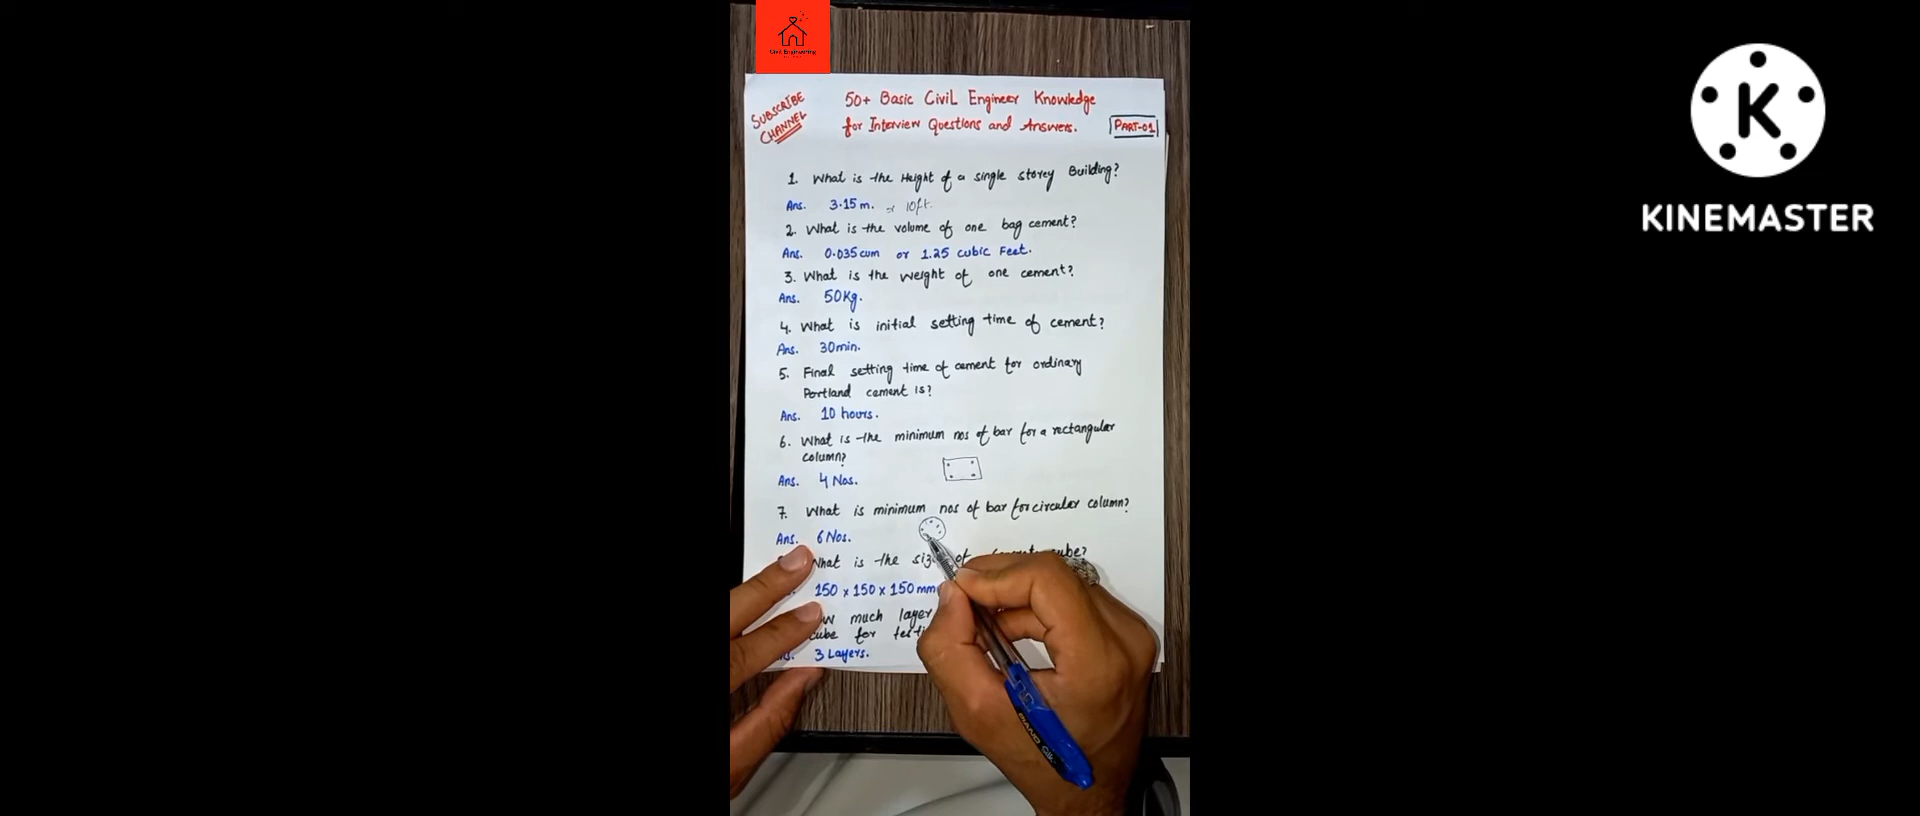 Civil Engineering
SUBSCRIBE
CHANNEL
50+ Basic Civil Engineer Knowledge
for Interview Questions and Answers.
PART-01
1. What is the Height of a single storey Building?
Ans. 3.15 m. or 10ft.
2. What is the volume of one bag cement?
Ans. 0.035 cum or 1.25 cubic Feet.
3. What is the weight of one cement?
Ans. 50Kg.
4. What is initial setting time of cement?
Ans. 30min.
5. Final setting time of cement for ordinary
Portland cement is?
Ans. 10 hours.
6. What is the minimum nos of bar for a rectangular
column?
Ans. 4 Nos.
7. What is minimum nos of bar for circular column?
Ans. 6 Nos.
What is the size of cube?
150 x 150 x 150 mm
much layer
cube for
3 Layers.
PIANO
K
KINEMASTER